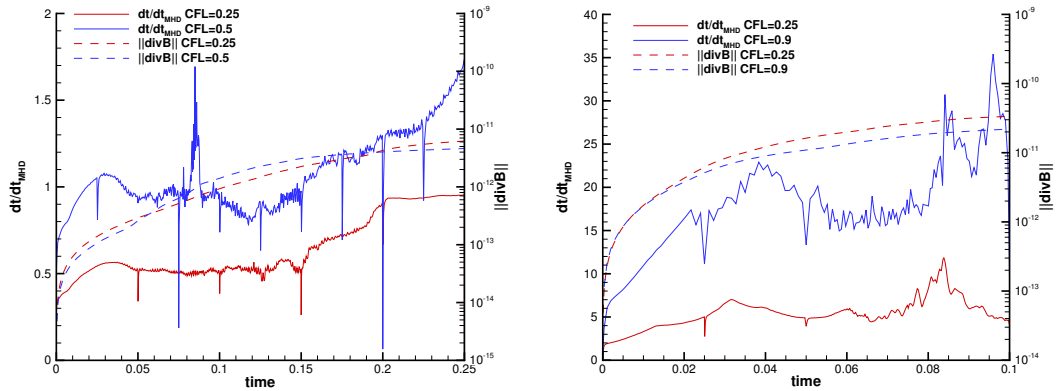 dt/dt_MHD CFL=0.25
dt/dt_MHD CFL=0.5
||divB|| CFL=0.25
||divB|| CFL=0.5
2
1.5
1
0.5
0
dt/dt_MHD
10^-9
10^-10
10^-11
10^-12
10^-13
10^-14
10^-15
||divB||
0 0.05 0.1 0.15 0.2 0.25
time
dt/dt_MHD CFL=0.25
dt/dt_MHD CFL=0.9
||divB|| CFL=0.25
||divB|| CFL=0.9
40
35
30
25
20
15
10
5
0
dt/dt_MHD
10^-9
10^-10
10^-11
10^-12
10^-13
10^-14
||divB||
0 0.02 0.04 0.06 0.08 0.1
time